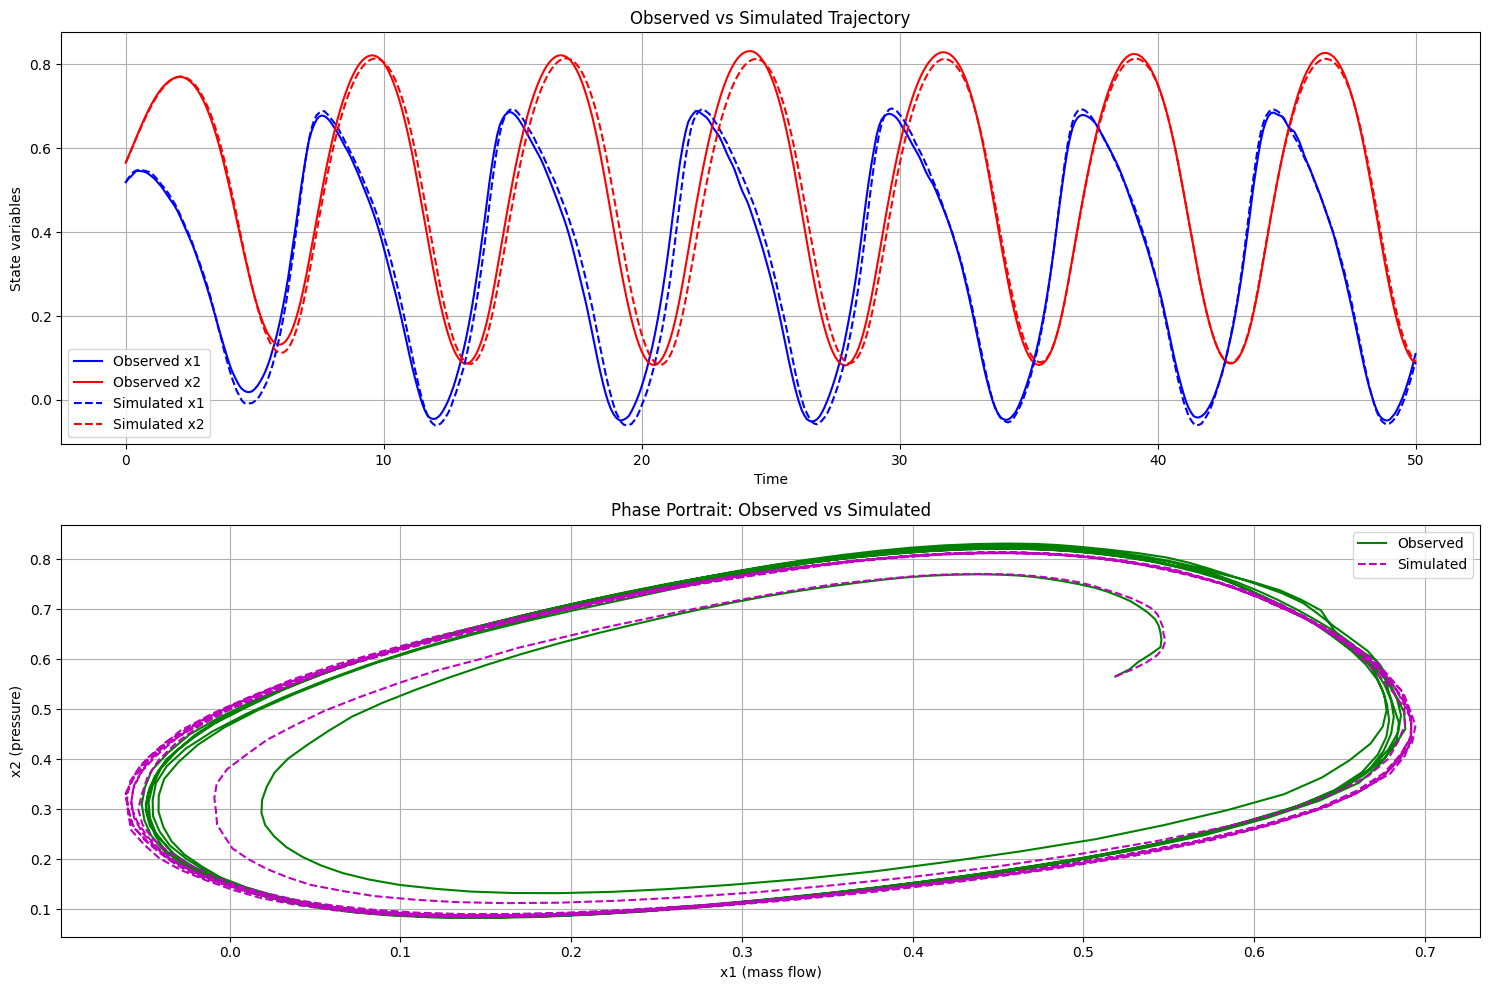 Observed vs Simulated Trajectory
State variables
0.8
0.6
0.4
0.2
0.0
Observed x1
Observed x2
Simulated x1
Simulated x2
0 10 20 30 40 50
Time
Phase Portrait: Observed vs Simulated
x2 (pressure)
0.8
0.7
0.6
0.5
0.4
0.3
0.2
0.1
Observed
Simulated
0.0 0.1 0.2 0.3 0.4 0.5 0.6 0.7
x1 (mass flow)